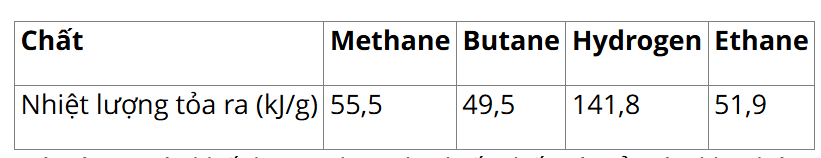 Chất Methane Butane Hydrogen Ethane
Nhiệt lượng tỏa ra (kJ/g) 55,5 49,5 141,8 51,9